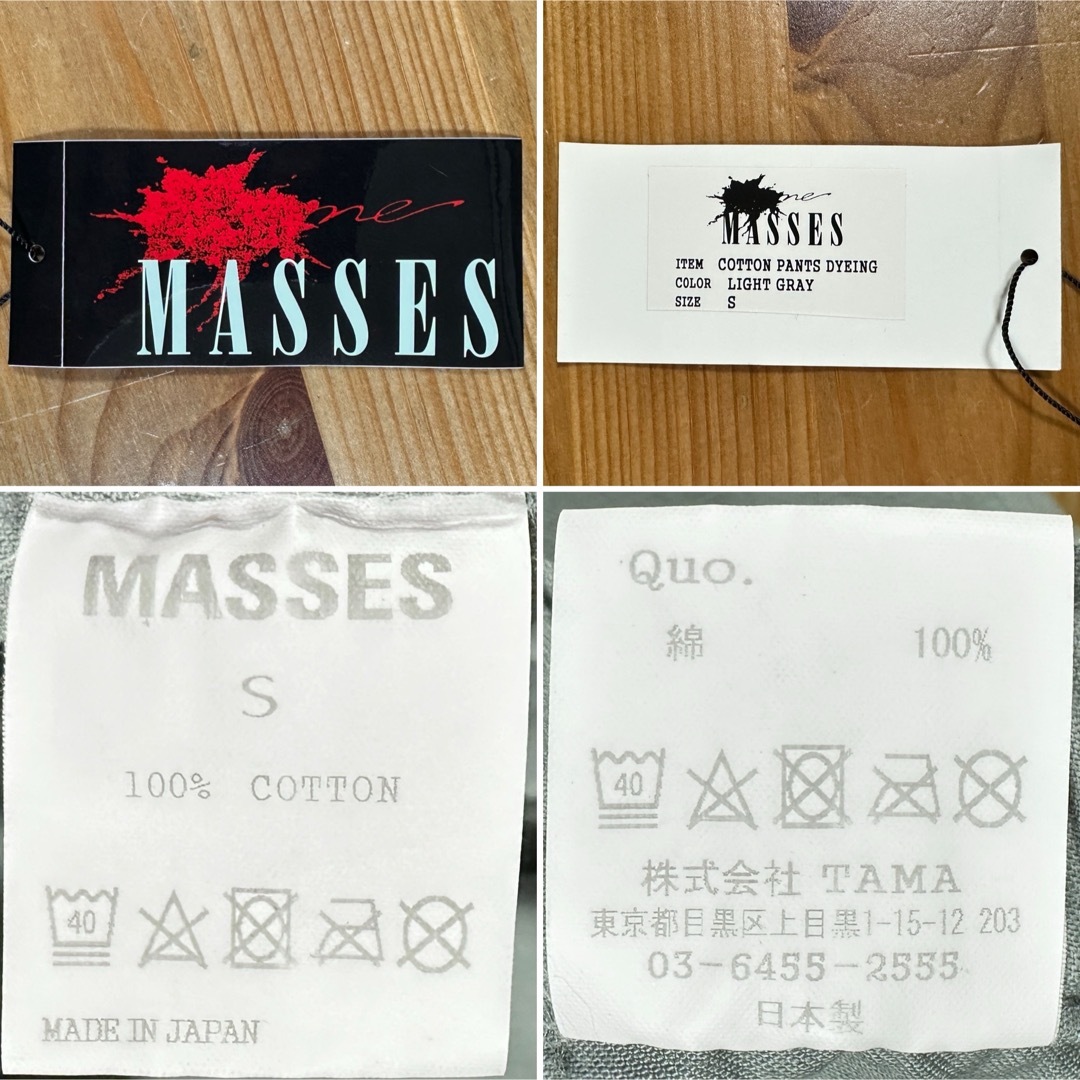 me
MASSES
me
MASSES
ITEM COTTON PANTS DYEING
COLOR LIGHT GRAY
SIZE S
MASSES
S
100% COTTON
40
MADE IN JAPAN
Quo.
綿 100%
40
株式会社 TAMA
東京都目黒区上目黒1-15-12 203
03-6455-2555
日本製